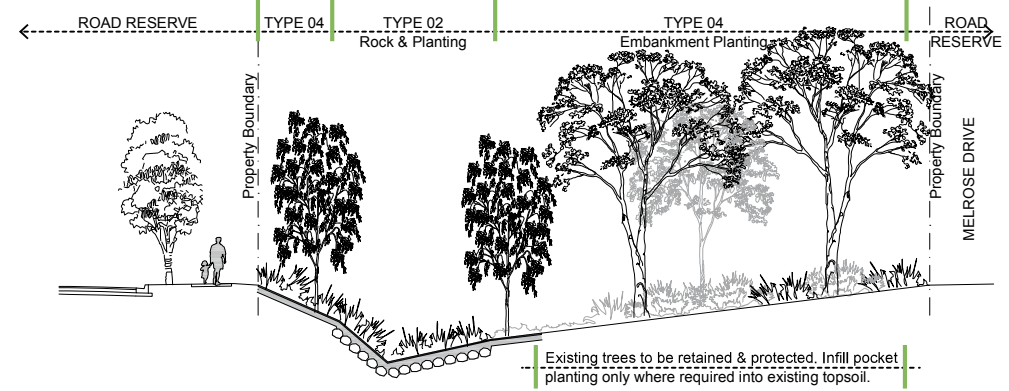 ROAD RESERVE
TYPE 04
TYPE 02
Rock & Planting
TYPE 04
Embankment Planting
ROAD
RESERVE
Property Boundary
Property Boundary
MELROSE DRIVE
Existing trees to be retained & protected. Infill pocket
planting only where required into existing topsoil.